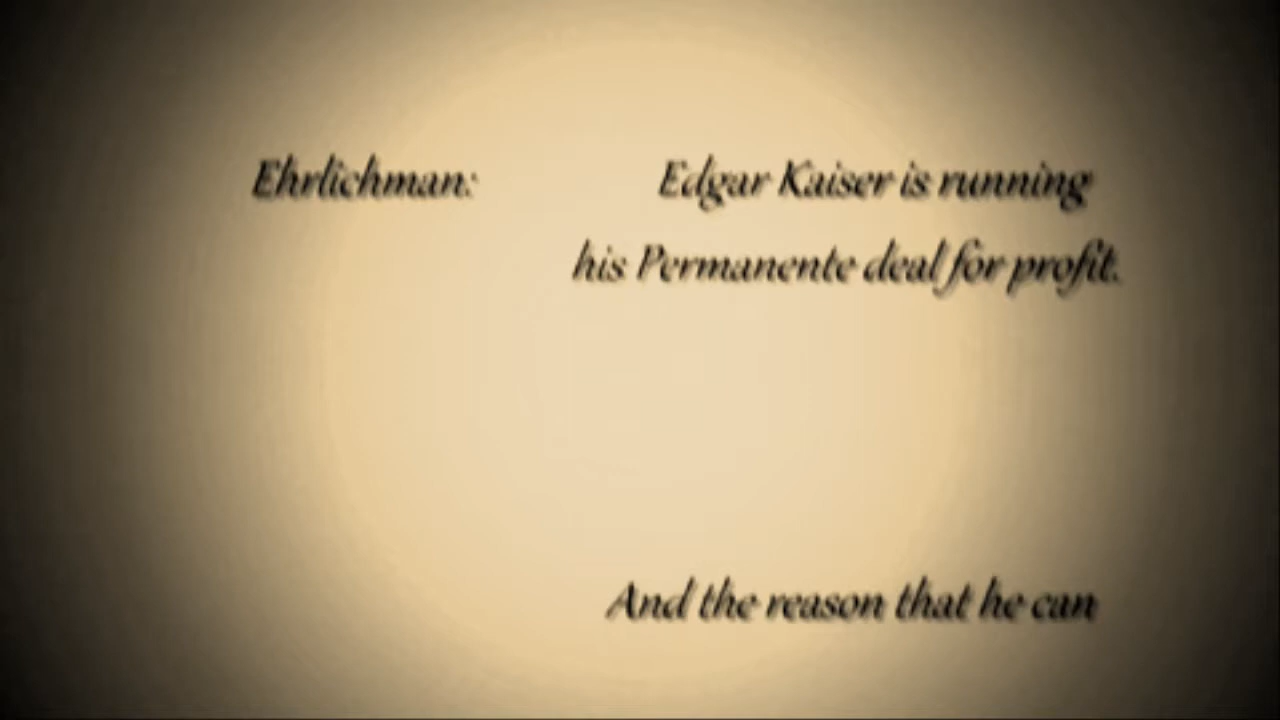 Ehrlichman: Edgar Kaiser is running
his Permanente deal for profit.
And the reason that he can